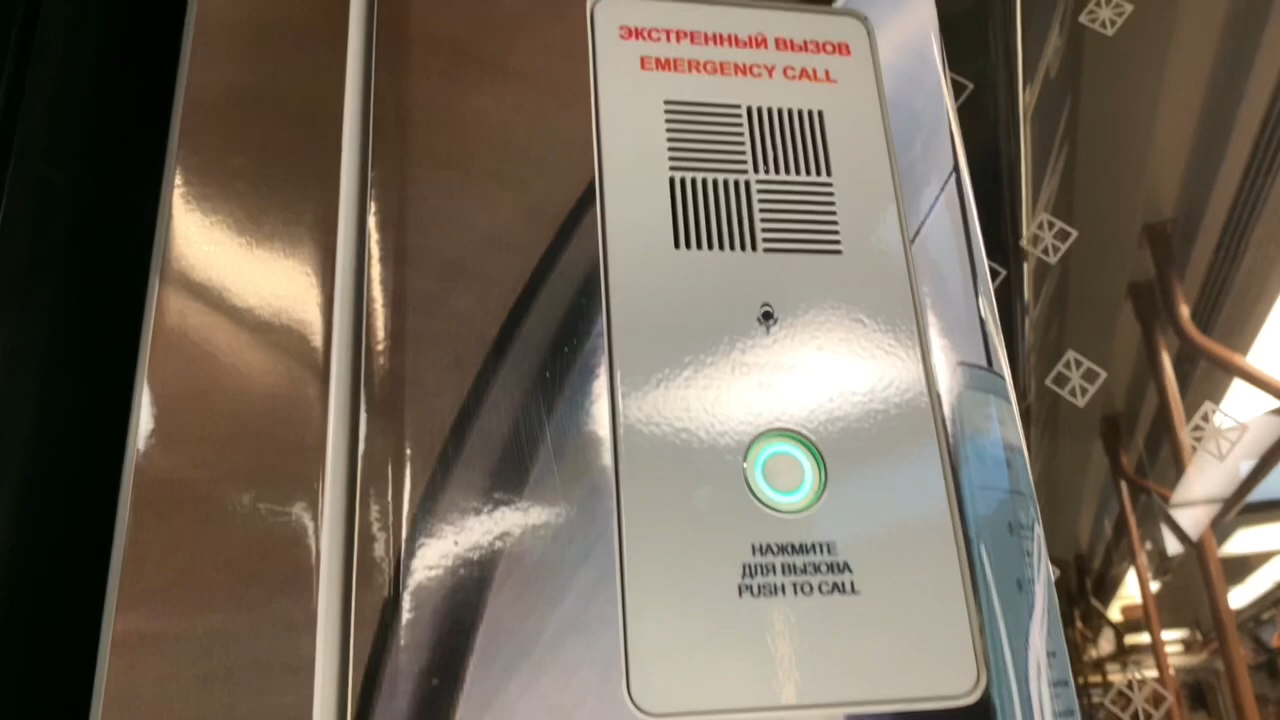 ЭКСТРЕННЫЙ ВЫЗОВ
EMERGENCY CALL
НАЖМИТЕ
ДЛЯ ВЫЗОВА
PUSH TO CALL